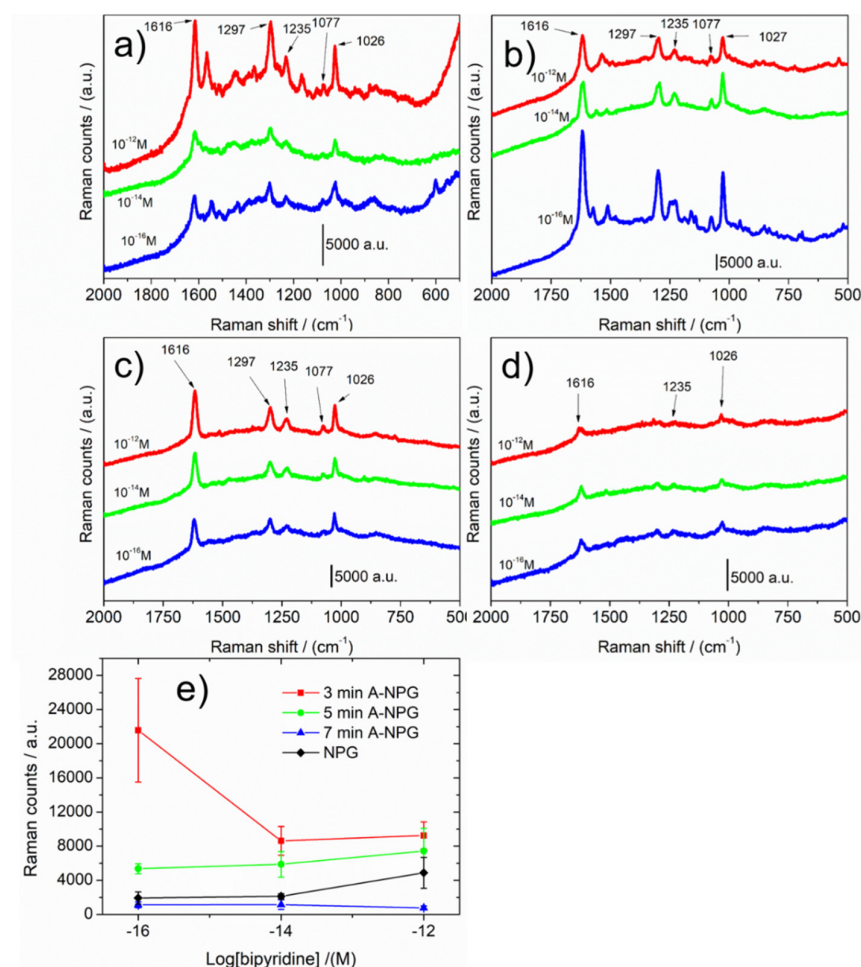 a)
1616
1297
1235
1077
1026
10⁻¹²M
10⁻¹⁴M
10⁻¹⁶M
5000 a.u.
Raman counts / (a.u.)
2000 1800 1600 1400 1200 1000 800 600
Raman shift / (cm⁻¹)
b)
1616
1297
1235
1077
1027
10⁻¹²M
10⁻¹⁴M
10⁻¹⁶M
5000 a.u.
Raman counts / (a.u.)
2000 1750 1500 1250 1000 750 500
Raman shift / (cm⁻¹)
c)
1616
1297
1235
1077
1026
10⁻¹²M
10⁻¹⁴M
10⁻¹⁶M
5000 a.u.
Raman counts / (a.u.)
2000 1750 1500 1250 1000 750 500
Raman shift / (cm⁻¹)
d)
1616
1235
1026
10⁻¹²M
10⁻¹⁴M
10⁻¹⁶M
5000 a.u.
Raman counts / (a.u.)
2000 1750 1500 1250 1000 750 500
Raman shift / (cm⁻¹)
e)
3 min A-NPG
5 min A-NPG
7 min A-NPG
NPG
Raman counts / a.u.
28000
24000
20000
16000
12000
8000
4000
0
-16 -14 -12
Log[bipyridine] /(M)